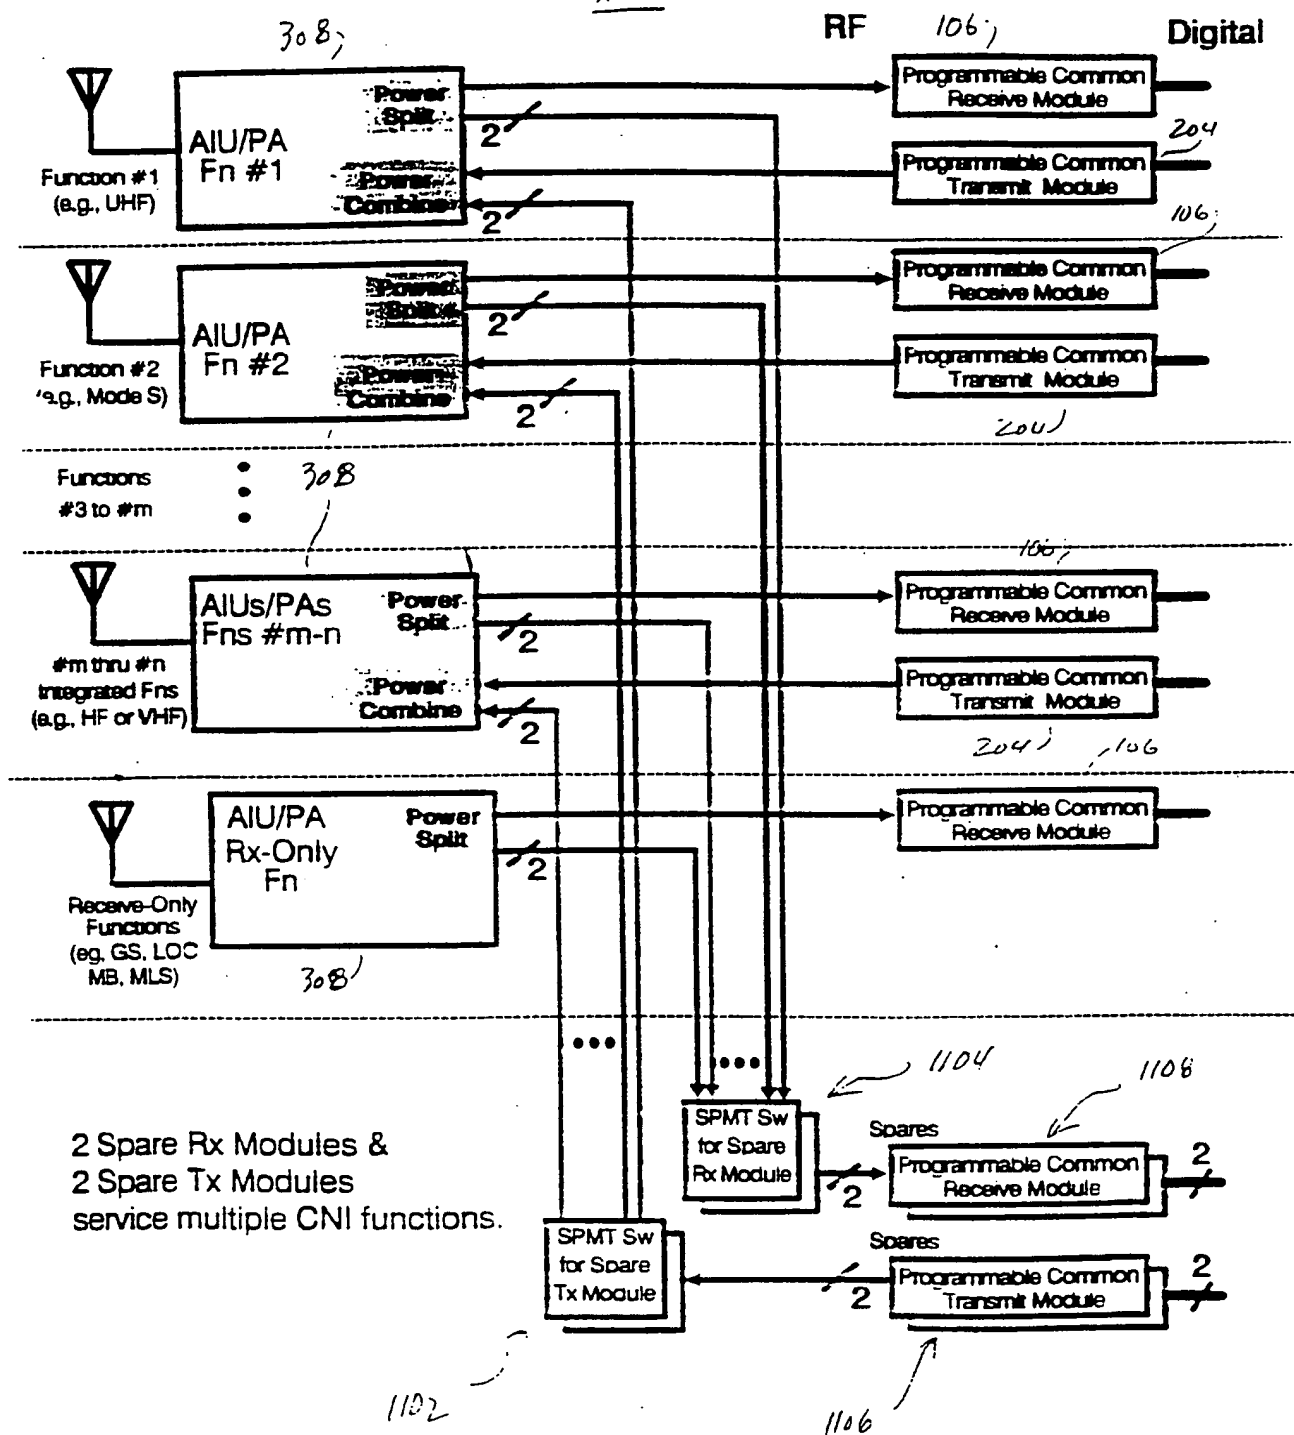 RF
Digital
308
106
Power
Split
AIU/PA
Fn #1
Power
Combine
2
2
Function #1
(e.g., UHF)
Programmable Common
Receive Module
204
Programmable Common
Transmit Module
106
Power
Split
AIU/PA
Fn #2
Power
Combine
2
2
Function #2
e.g., Mode S)
Programmable Common
Receive Module
Programmable Common
Transmit Module
204
Functions
#3 to #m
308
AIUs/PAs
Fns #m-n
Power
Split
Power
Combine
2
2
#m thru #n
Integrated Fns
(e.g., HF or VHF)
106
Programmable Common
Receive Module
Programmable Common
Transmit Module
204
106
AIU/PA
Rx-Only
Fn
Power
Split
2
Receive-Only
Functions
(eg, GS, LOC
MB, MLS)
308
Programmable Common
Receive Module
1104
1108
SPMT Sw
for Spare
Rx Module
2
Spares
Programmable Common
Receive Module
2
2 Spare Rx Modules &
2 Spare Tx Modules
service multiple CNI functions.
SPMT Sw
for Spare
Tx Module
2
Spares
Programmable Common
Transmit Module
2
1102
1106